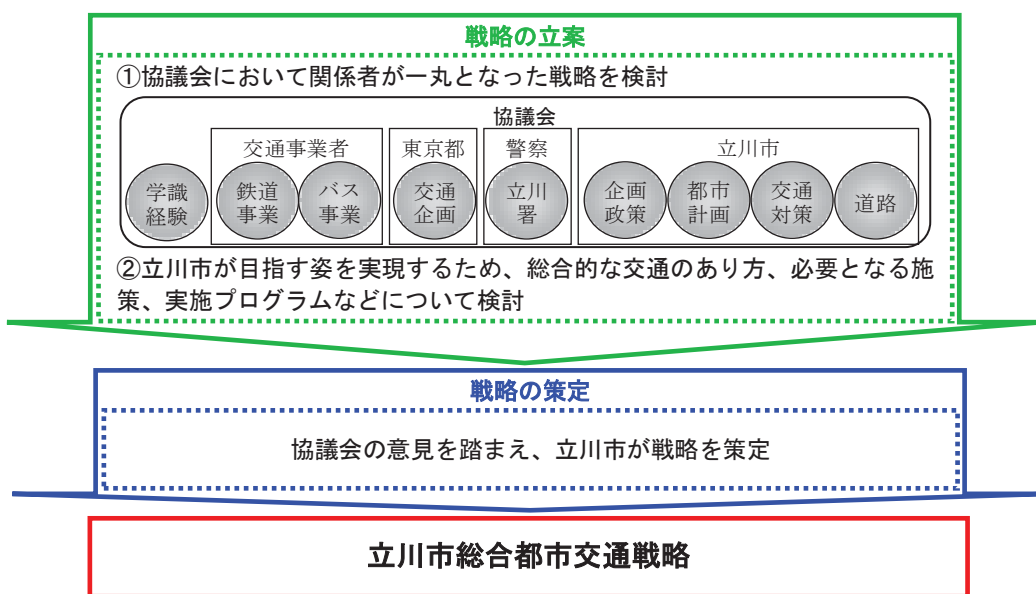 戦略の立案
①協議会において関係者が一丸となった戦略を検討
協議会
交通事業者
東京都
警察
立川市
学識
経験
鉄道
事業
バス
事業
交通
企画
立川
署
企画
政策
都市
計画
交通
対策
道路
②立川市が目指す姿を実現するため、総合的な交通のあり方、必要となる施
策、実施プログラムなどについて検討
戦略の策定
協議会の意見を踏まえ、立川市が戦略を策定
立川市総合都市交通戦略